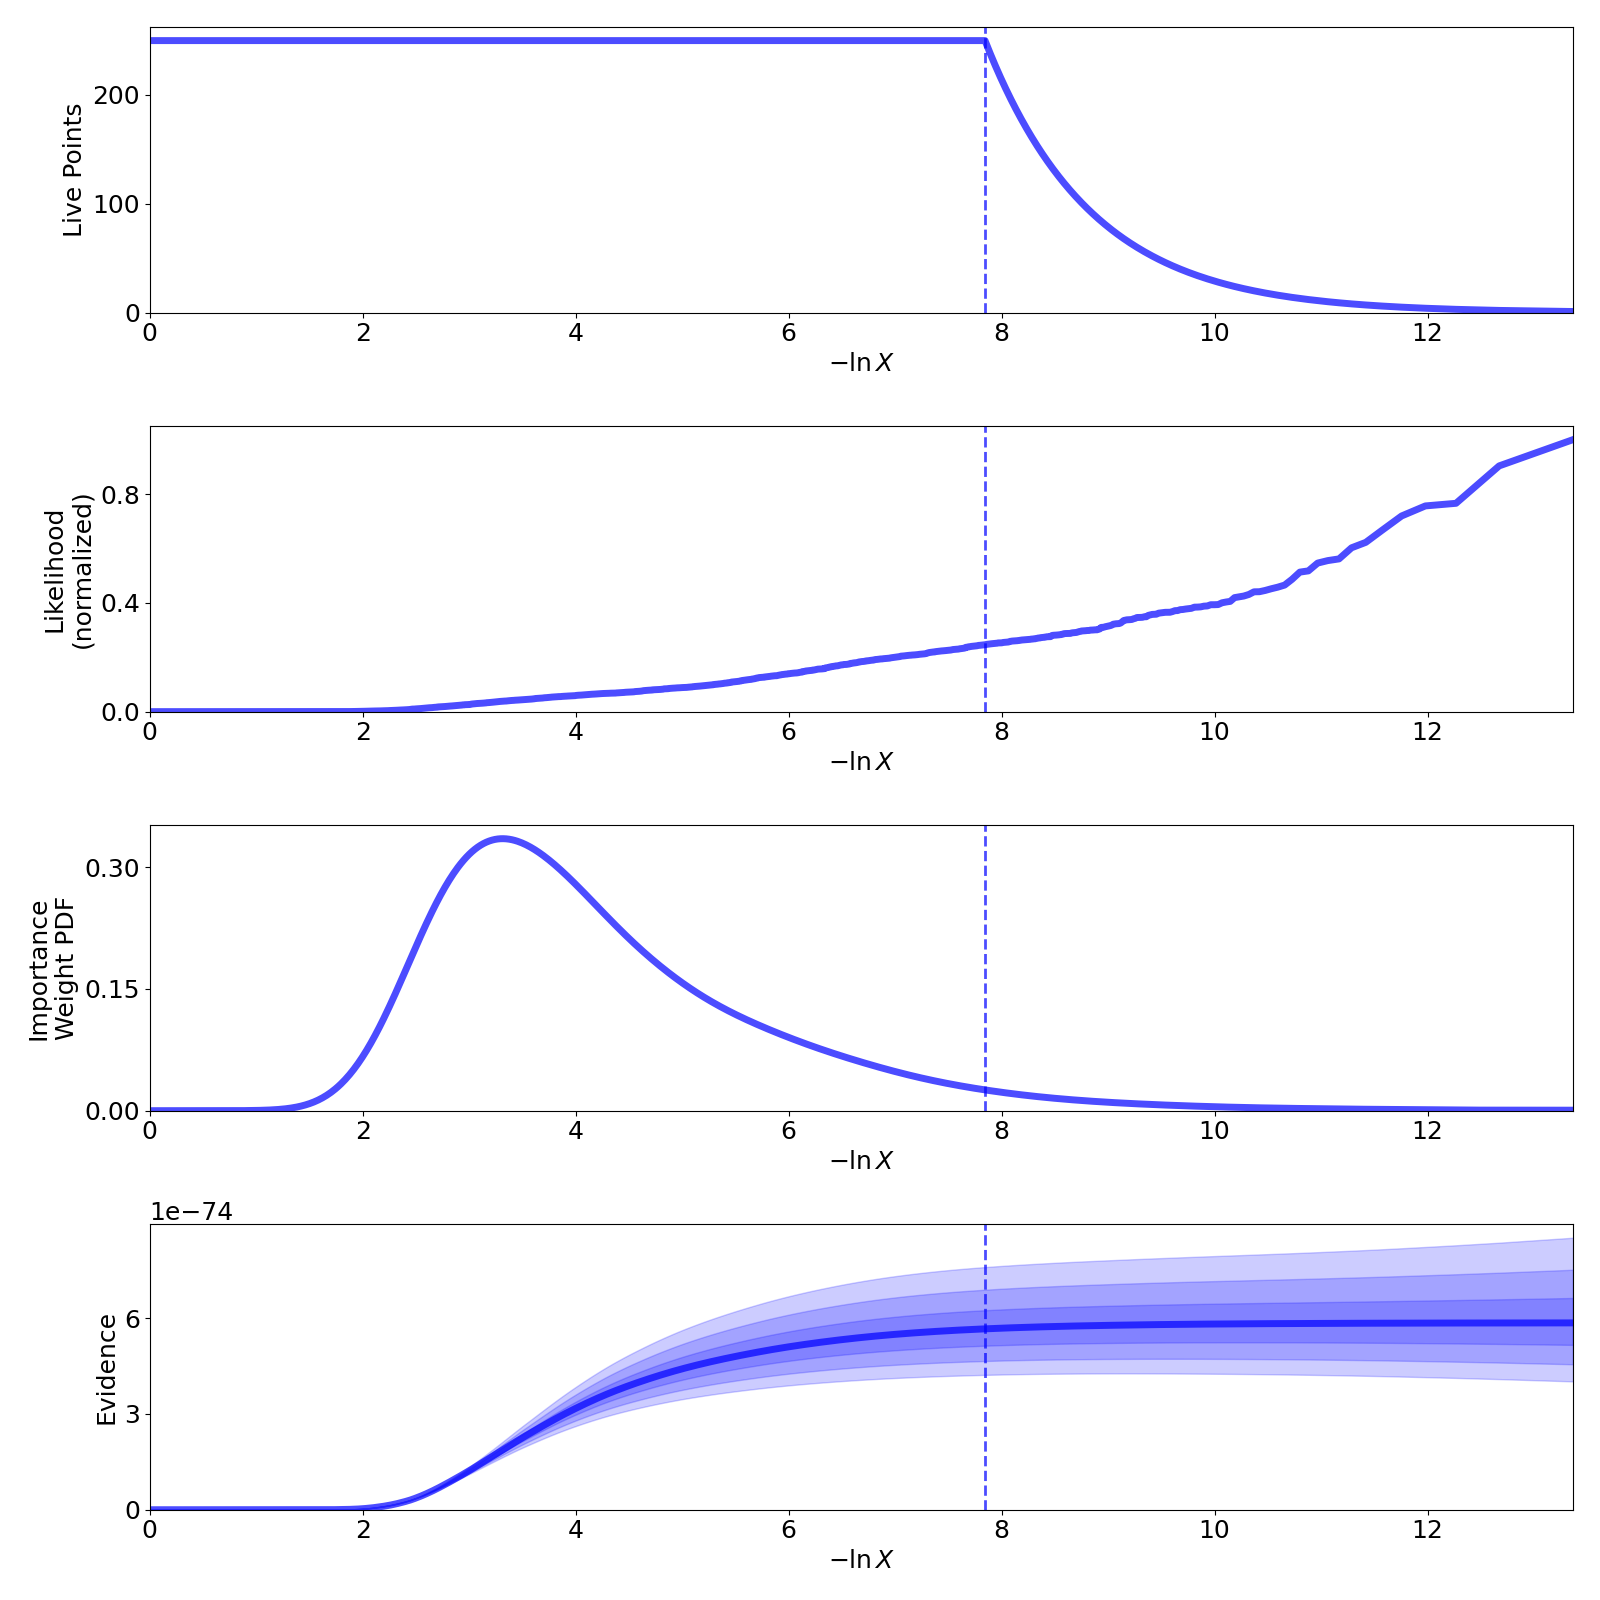 Live Points
200
100
0
0 2 4 6 8 10 12
−ln X
Likelihood
(normalized)
0.8
0.4
0.0
0 2 4 6 8 10 12
−ln X
Importance
Weight PDF
0.30
0.15
0.00
0 2 4 6 8 10 12
−ln X
1e−74
Evidence
6
3
0
0 2 4 6 8 10 12
−ln X